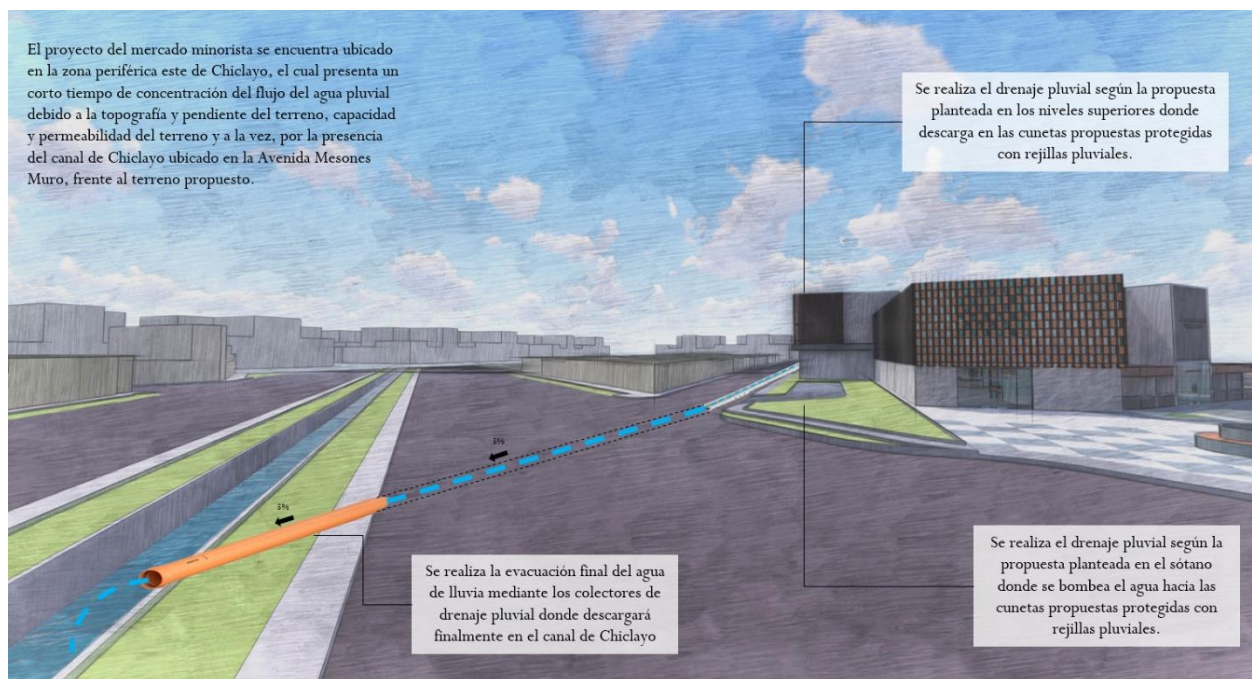 El proyecto del mercado minorista se encuentra ubicado
en la zona periférica este de Chiclayo, el cual presenta un
corto tiempo de concentración del flujo del agua pluvial
debido a la topografía y pendiente del terreno, capacidad
y permeabilidad del terreno y a la vez, por la presencia
del canal de Chiclayo ubicado en la Avenida Mesones
Muro, frente al terreno propuesto.
Se realiza el drenaje pluvial según la propuesta
planteada en los niveles superiores donde
descarga en las cunetas propuestas protegidas
con rejillas pluviales.
5%
5%
Se realiza la evacuación final del agua
de lluvia mediante los colectores de
drenaje pluvial donde descargará
finalmente en el canal de Chiclayo
Se realiza el drenaje pluvial según la
propuesta planteada en el sótano
donde se bombea el agua hacia las
cunetas propuestas protegidas con
rejillas pluviales.